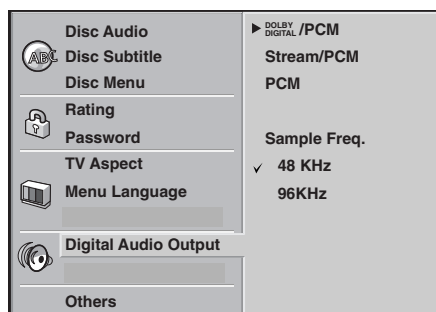 Disc Audio
Disc Subtitle
Disc Menu
Rating
Password
TV Aspect
Menu Language
Digital Audio Output
Others
DOLBY DIGITAL /PCM
Stream/PCM
PCM
Sample Freq.
48 KHz
96KHz
ABC
?